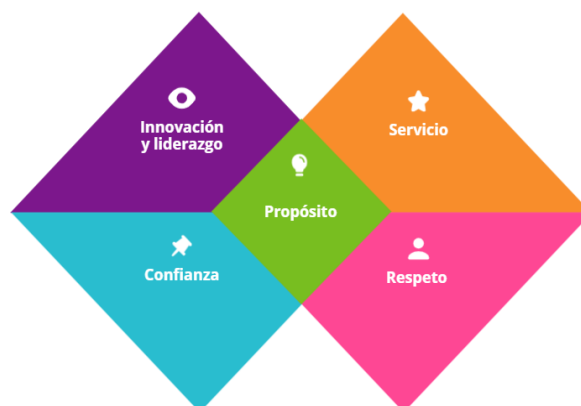 Innovación
y liderazgo
Servicio
Propósito
Confianza
Respeto